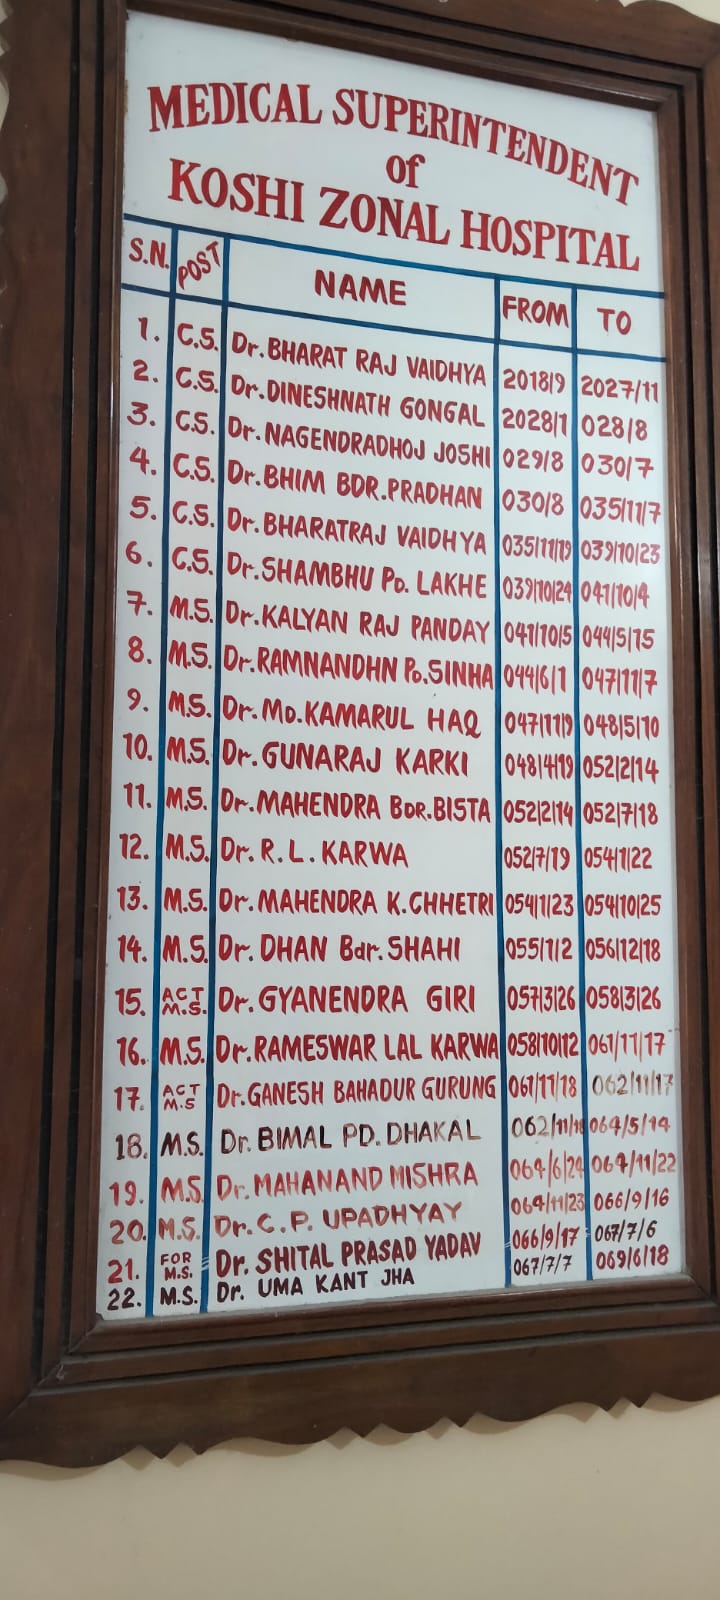 MEDICAL SUPERINTENDENT
of
KOSHI ZONAL HOSPITAL
S.N. POST NAME FROM TO
1. C.S. Dr. BHARAT RAJ VAIDHYA 2018/9 2027/11
2. C.S. Dr. DINESHNATH GONGAL 2028/1 028/8
3. C.S. Dr. NAGENDRADHOJ JOSHI 029/8 030/7
4. C.S. Dr. BHIM BDR. PRADHAN 030/8 035/11/7
5. C.S. Dr. BHARATRAJ VAIDHYA 035/11/19 039/10/23
6. C.S. Dr. SHAMBHU PD. LAKHE 039/10/24 041/10/4
7. M.S. Dr. KALYAN RAJ PANDAY 041/10/5 044/5/15
8. M.S. Dr. RAMNANDHN PD. SINHA 044/6/1 047/11/7
9. M.S. Dr. MD. KAMARUL HAQ 047/11/9 048/5/10
10. M.S. Dr. GUNARAJ KARKI 048/4/19 052/2/14
11. M.S. Dr. MAHENDRA BDR. BISTA 052/2/14 052/7/18
12. M.S. Dr. R. L. KARWA 052/7/19 054/1/22
13. M.S. Dr. MAHENDRA K. CHHETRI 054/1/23 054/10/25
14. M.S. Dr. DHAN Bdr. SHAHI 055/1/2 056/12/18
15. ACT M.S. Dr. GYANENDRA GIRI 057/3/26 058/3/26
16. M.S. Dr. RAMESWAR LAL KARWA 058/10/12 061/11/17
17. ACT M.S Dr. GANESH BAHADUR GURUNG 061/11/18 062/11/17
18. M.S. Dr. BIMAL PD. DHAKAL 062/11/18 064/5/14
19. M.S. Dr. MAHANAND MISHRA 064/6/24 064/11/22
20. M.S. Dr. C. P. UPADHYAY 064/11/23 066/9/16
21. FOR M.S. Dr. SHITAL PRASAD YADAV 066/9/17 067/7/6
22. M.S. Dr. UMA KANT JHA 067/7/7 069/6/18